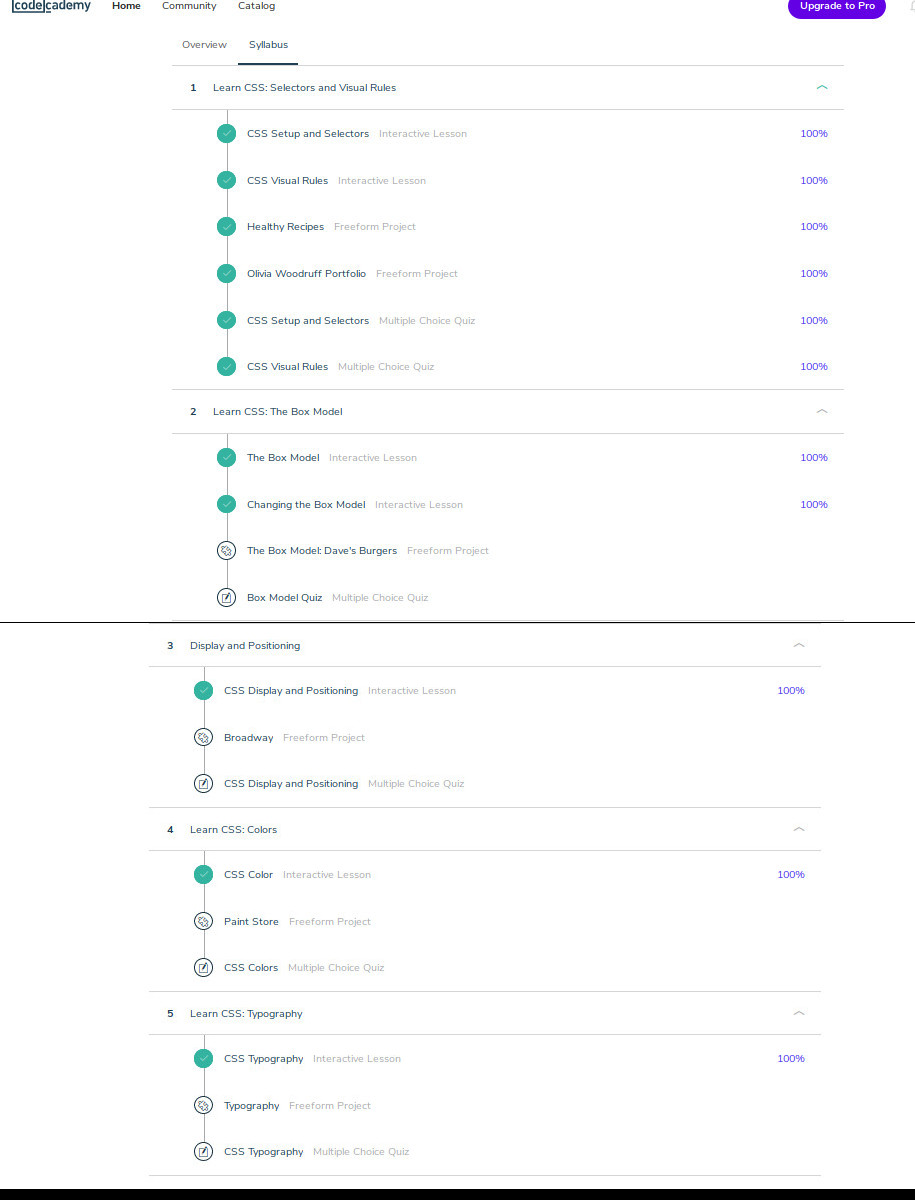 codecademy Home Community Catalog Upgrade to Pro
Overview Syllabus
1 Learn CSS: Selectors and Visual Rules
CSS Setup and Selectors Interactive Lesson 100%
CSS Visual Rules Interactive Lesson 100%
Healthy Recipes Freeform Project 100%
Olivia Woodruff Portfolio Freeform Project 100%
CSS Setup and Selectors Multiple Choice Quiz 100%
CSS Visual Rules Multiple Choice Quiz 100%
2 Learn CSS: The Box Model
The Box Model Interactive Lesson 100%
Changing the Box Model Interactive Lesson 100%
The Box Model: Dave's Burgers Freeform Project
Box Model Quiz Multiple Choice Quiz
3 Display and Positioning
CSS Display and Positioning Interactive Lesson 100%
Broadway Freeform Project
CSS Display and Positioning Multiple Choice Quiz
4 Learn CSS: Colors
CSS Color Interactive Lesson 100%
Paint Store Freeform Project
CSS Colors Multiple Choice Quiz
5 Learn CSS: Typography
CSS Typography Interactive Lesson 100%
Typography Freeform Project
CSS Typography Multiple Choice Quiz